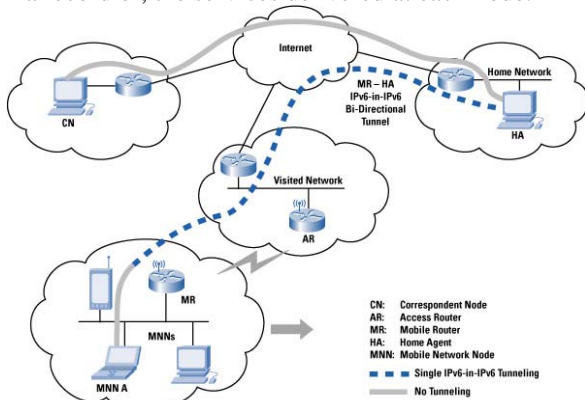 Internet
Home Network
CN
MR – HA
IPv6-in-IPv6
Bi-Directional
Tunnel
HA
Visited Network
AR
MR
MNNs
MNN A
CN: Correspondent Node
AR: Access Router
MR: Mobile Router
HA: Home Agent
MNN: Mobile Network Node
Single IPv6-in-IPv6 Tunneling
No Tunneling